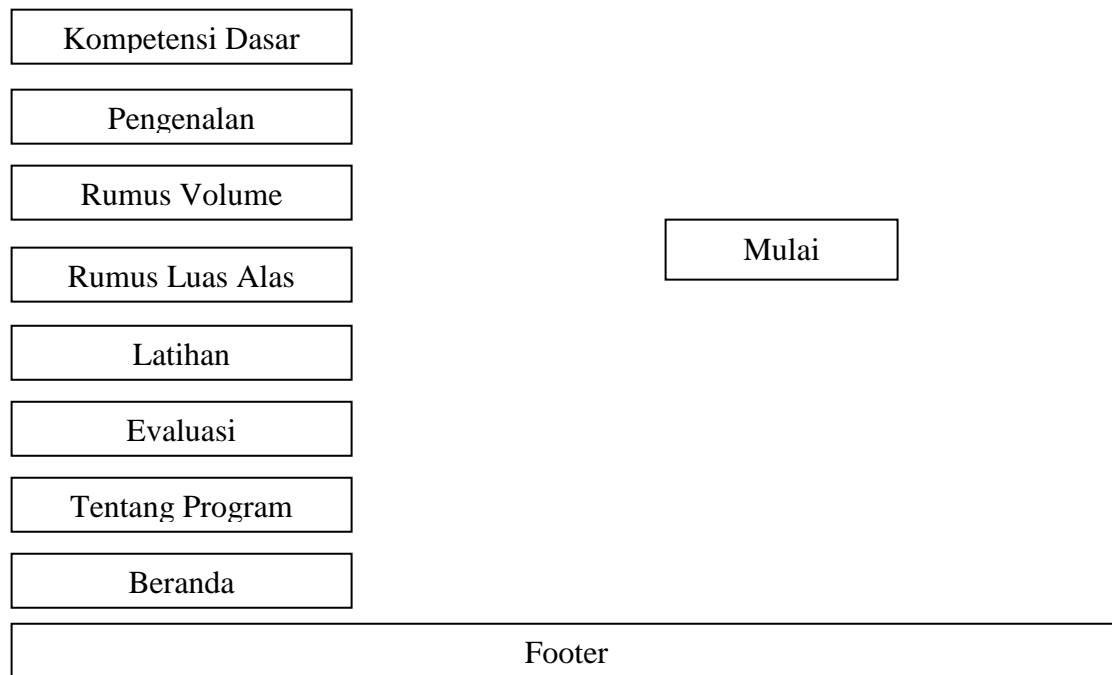 Kompetensi Dasar
Pengenalan
Rumus Volume
Mulai
Rumus Luas Alas
Latihan
Evaluasi
Tentang Program
Beranda
Footer